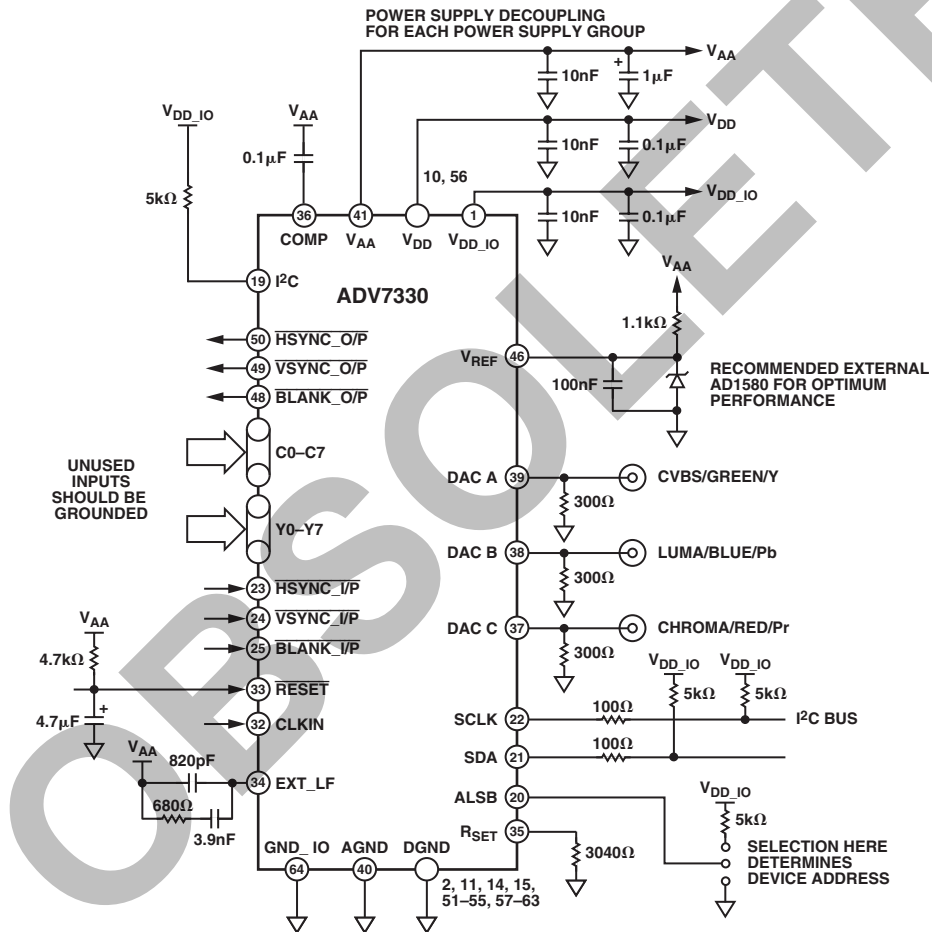 POWER SUPPLY DECOUPLING
FOR EACH POWER SUPPLY GROUP
VAA
10nF
+
1µF
VDD_IO
VAA
VDD
0.1µF
10nF
0.1µF
10, 56
5kΩ
VDD_IO
10nF
0.1µF
36
41
1
COMP
VAA
VDD
VDD_IO
VAA
19
I²C
ADV7330
1.1kΩ
50
HSYNC_O/P
VREF
46
49
VSYNC_O/P
100nF
RECOMMENDED EXTERNAL
AD1580 FOR OPTIMUM
PERFORMANCE
48
BLANK_O/P
C0–C7
UNUSED
INPUTS
SHOULD BE
GROUNDED
DAC A
39
CVBS/GREEN/Y
300Ω
Y0–Y7
DAC B
38
LUMA/BLUE/Pb
300Ω
23
HSYNC_I/P
VAA
24
VSYNC_I/P
DAC C
37
CHROMA/RED/Pr
300Ω
25
BLANK_I/P
4.7kΩ
VDD_IO
VDD_IO
5kΩ
5kΩ
33
RESET
+
4.7µF
32
CLKIN
SCLK
22
100Ω
I²C BUS
VAA
820pF
SDA
21
100Ω
34
EXT_LF
680Ω
3.9nF
ALSB
20
VDD_IO
5kΩ
RSET
35
3040Ω
SELECTION HERE
DETERMINES
DEVICE ADDRESS
GND_IO
AGND
DGND
64
40
2, 11, 14, 15,
51–55, 57–63
OBSOLETE